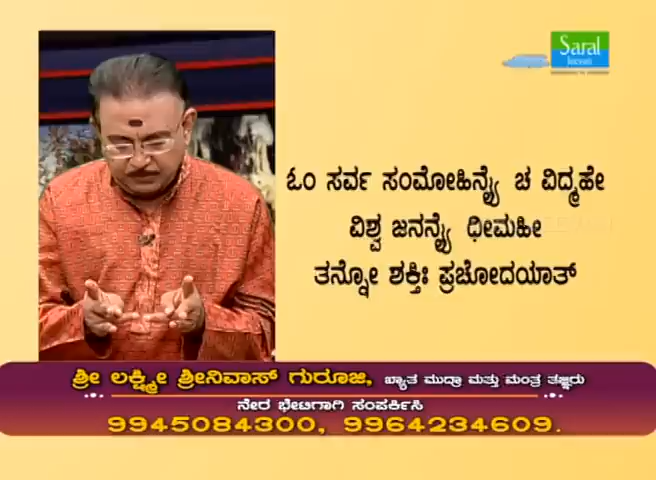 Saral
ಓಂ ಸರ್ವ ಸಂಮೋಹಿನ್ಯೈ ಚ ವಿದ್ಮಹೇ
ವಿಶ್ವ ಜನನ್ಯೈ ಧೀಮಹೀ
ತನ್ನೋ ಶಕ್ತಿಃ ಪ್ರಚೋದಯಾತ್
ಶ್ರೀ ಲಕ್ಷ್ಮೀ ಶ್ರೀನಿವಾಸ್ ಗುರೂಜಿ, ಖ್ಯಾತ ಮುದ್ರಾ ಮತ್ತು ಮಂತ್ರ ತಜ್ಞರು
ನೇರ ಭೇಟಿಗಾಗಿ ಸಂಪರ್ಕಿಸಿ
9945084300, 9964234609.